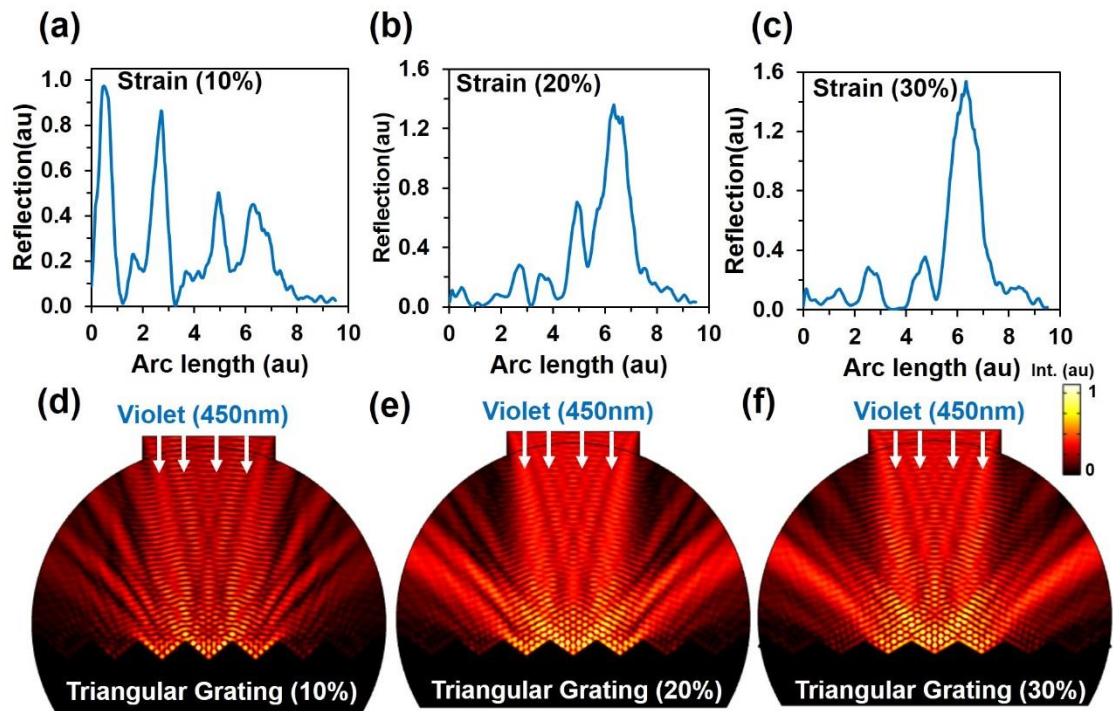 (a)
Strain (10%)
Reflection(au)
1.0
0.8
0.6
0.4
0.2
0.0
0 2 4 6 8 10
Arc length (au)
(b)
Strain (20%)
Reflection(au)
1.6
1.2
0.8
0.4
0.0
0 2 4 6 8 10
Arc length (au)
(c)
Strain (30%)
Reflection(au)
1.6
1.2
0.8
0.4
0.0
0 2 4 6 8 10
Arc length (au)
Int. (au)
1
0
(d)
Violet (450nm)
Triangular Grating (10%)
(e)
Violet (450nm)
Triangular Grating (20%)
(f)
Violet (450nm)
Triangular Grating (30%)